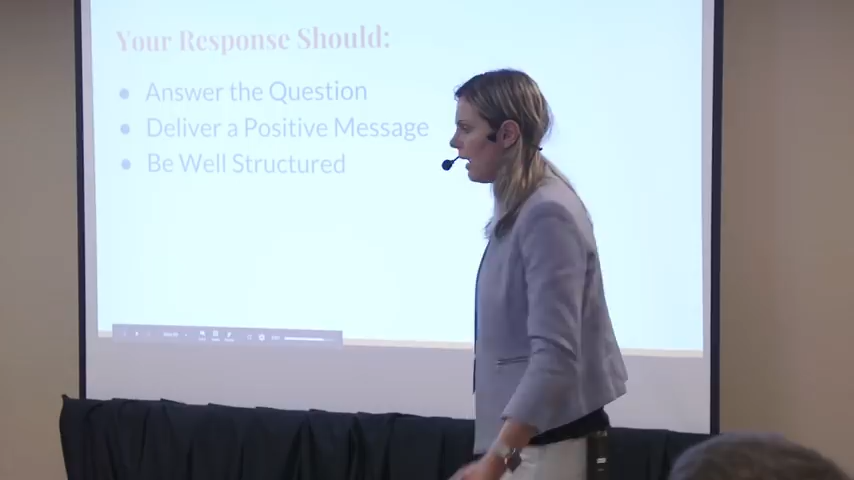 Your Response Should:
Answer the Question
Deliver a Positive Message
Be Well Structured